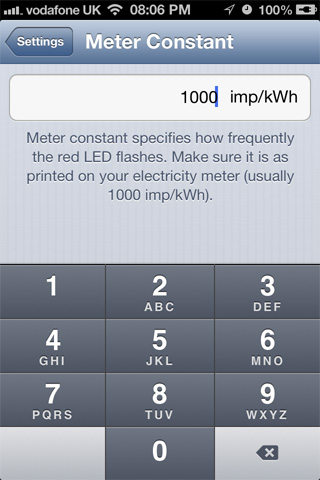 vodafone UK 08:06 PM 100%
Settings Meter Constant
1000 imp/kWh
Meter constant specifies how frequently
the red LED flashes. Make sure it is as
printed on your electricity meter (usually
1000 imp/kWh).
1 2 3
ABC DEF
4 5 6
GHI JKL MNO
7 8 9
PQRS TUV WXYZ
0